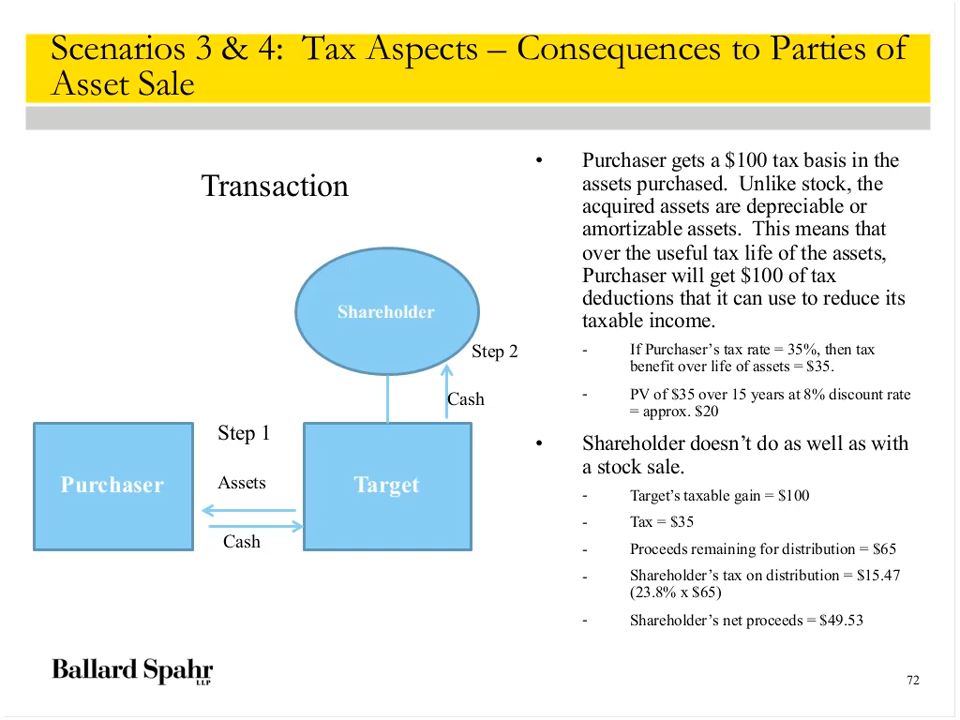 Scenarios 3 & 4:  Tax Aspects – Consequences to Parties of
Asset Sale
Transaction
Shareholder
Step 2
Cash
Step 1
Purchaser
Assets
Target
Cash
• Purchaser gets a $100 tax basis in the
assets purchased.  Unlike stock, the
acquired assets are depreciable or
amortizable assets.  This means that
over the useful tax life of the assets,
Purchaser will get $100 of tax
deductions that it can use to reduce its
taxable income.
- If Purchaser’s tax rate = 35%, then tax
benefit over life of assets = $35.
- PV of $35 over 15 years at 8% discount rate
= approx. $20
• Shareholder doesn’t do as well as with
a stock sale.
- Target’s taxable gain = $100
- Tax = $35
- Proceeds remaining for distribution = $65
- Shareholder’s tax on distribution = $15.47
(23.8% x $65)
- Shareholder’s net proceeds = $49.53
Ballard Spahr
LLP
72